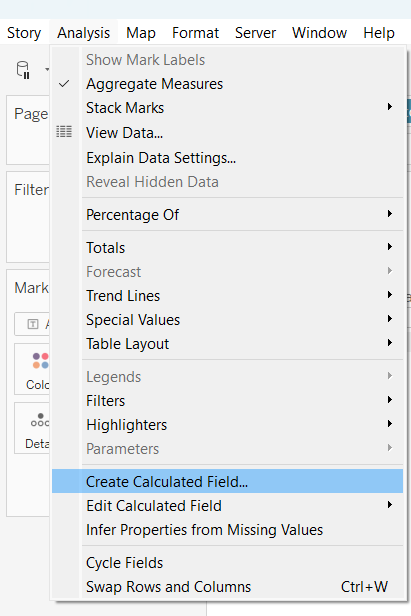 Story Analysis Map Format Server Window Help
Show Mark Labels
Aggregate Measures
Stack Marks
View Data...
Explain Data Settings...
Reveal Hidden Data
Percentage Of
Totals
Forecast
Trend Lines
Special Values
Table Layout
Legends
Filters
Highlighters
Parameters
Create Calculated Field...
Edit Calculated Field
Infer Properties from Missing Values
Cycle Fields
Swap Rows and Columns Ctrl+W
Page
Filter
Mark
T
Colo
Deta